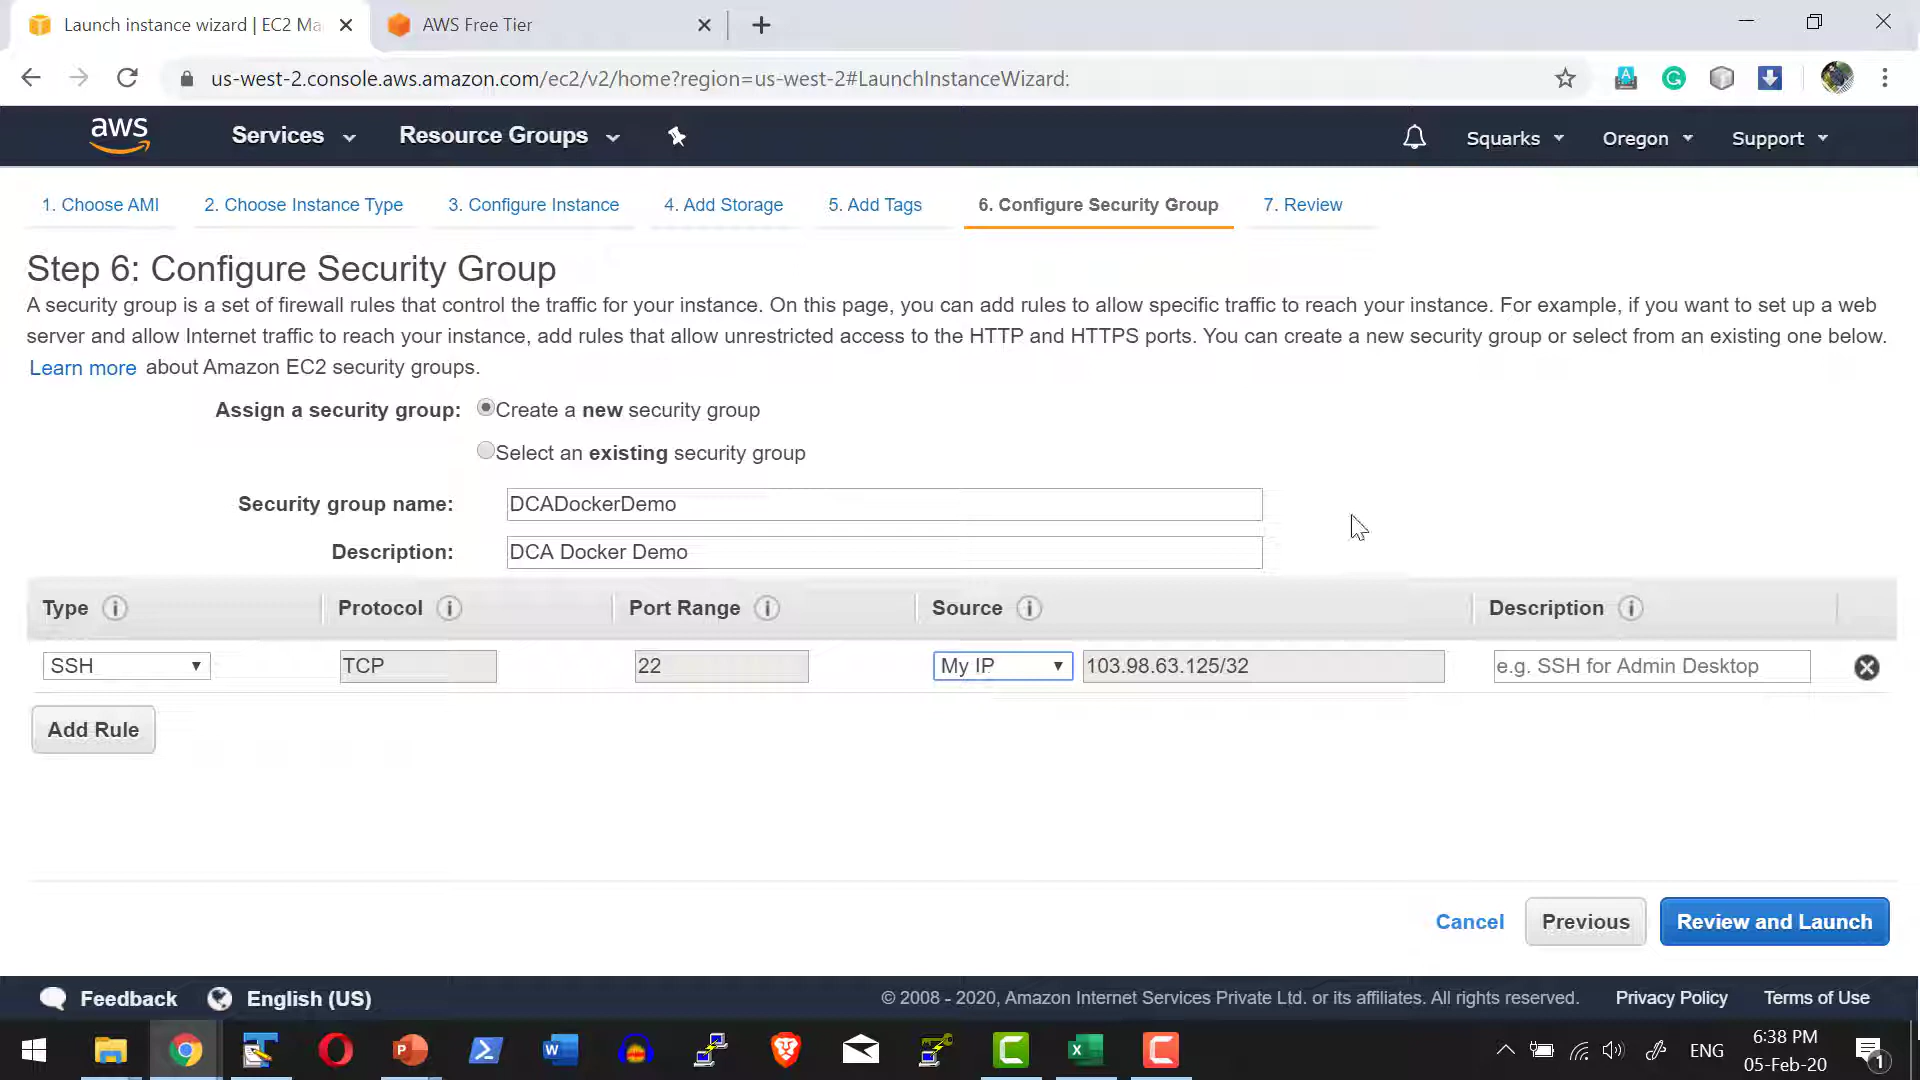 Launch instance wizard | EC2 Ma
AWS Free Tier
us-west-2.console.aws.amazon.com/ec2/v2/home?region=us-west-2#LaunchInstanceWizard:
aws
Services
Resource Groups
Squarks
Oregon
Support
1. Choose AMI
2. Choose Instance Type
3. Configure Instance
4. Add Storage
5. Add Tags
6. Configure Security Group
7. Review
Step 6: Configure Security Group
A security group is a set of firewall rules that control the traffic for your instance. On this page, you can add rules to allow specific traffic to reach your instance. For example, if you want to set up a web
server and allow Internet traffic to reach your instance, add rules that allow unrestricted access to the HTTP and HTTPS ports. You can create a new security group or select from an existing one below.
Learn more about Amazon EC2 security groups.
Assign a security group: Create a new security group
Select an existing security group
Security group name: DCADockerDemo
Description: DCA Docker Demo
Type Protocol Port Range Source Description
SSH TCP 22 My IP 103.98.63.125/32 e.g. SSH for Admin Desktop
Add Rule
Cancel
Previous
Review and Launch
Feedback
English (US)
© 2008 - 2020, Amazon Internet Services Private Ltd. or its affiliates. All rights reserved.
Privacy Policy
Terms of Use
ENG
6:38 PM
05-Feb-20
1